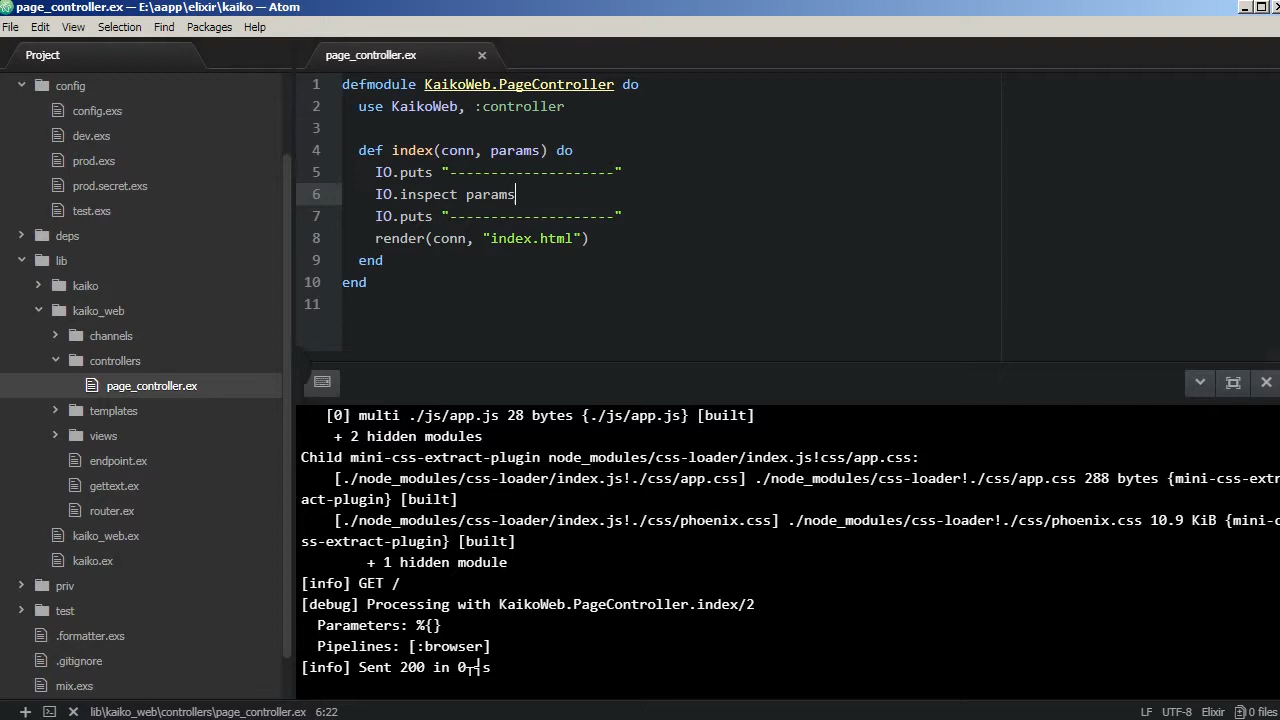 page_controller.ex — E:\aapp\elixir\kaiko — Atom
File Edit View Selection Find Packages Help
Project
config
config.exs
dev.exs
prod.exs
prod.secret.exs
test.exs
deps
lib
kaiko
kaiko_web
channels
controllers
page_controller.ex
templates
views
endpoint.ex
gettext.ex
router.ex
kaiko_web.ex
kaiko.ex
priv
test
.formatter.exs
.gitignore
mix.exs
page_controller.ex
1 defmodule KaikoWeb.PageController do
2 use KaikoWeb, :controller
3
4 def index(conn, params) do
5 IO.puts "--------------------"
6 IO.inspect params
7 IO.puts "--------------------"
8 render(conn, "index.html")
9 end
10 end
11
[0] multi ./js/app.js 28 bytes {./js/app.js} [built]
+ 2 hidden modules
Child mini-css-extract-plugin node_modules/css-loader/index.js!css/app.css:
[./node_modules/css-loader/index.js!./css/app.css] ./node_modules/css-loader!./css/app.css 288 bytes {mini-css-extr
act-plugin} [built]
[./node_modules/css-loader/index.js!./css/phoenix.css] ./node_modules/css-loader!./css/phoenix.css 10.9 KiB {mini-c
ss-extract-plugin} [built]
+ 1 hidden module
[info] GET /
[debug] Processing with KaikoWeb.PageController.index/2
Parameters: %{}
Pipelines: [:browser]
[info] Sent 200 in 0┬╡s
lib\kaiko_web\controllers\page_controller.ex 6:22
LF UTF-8 Elixir 0 files